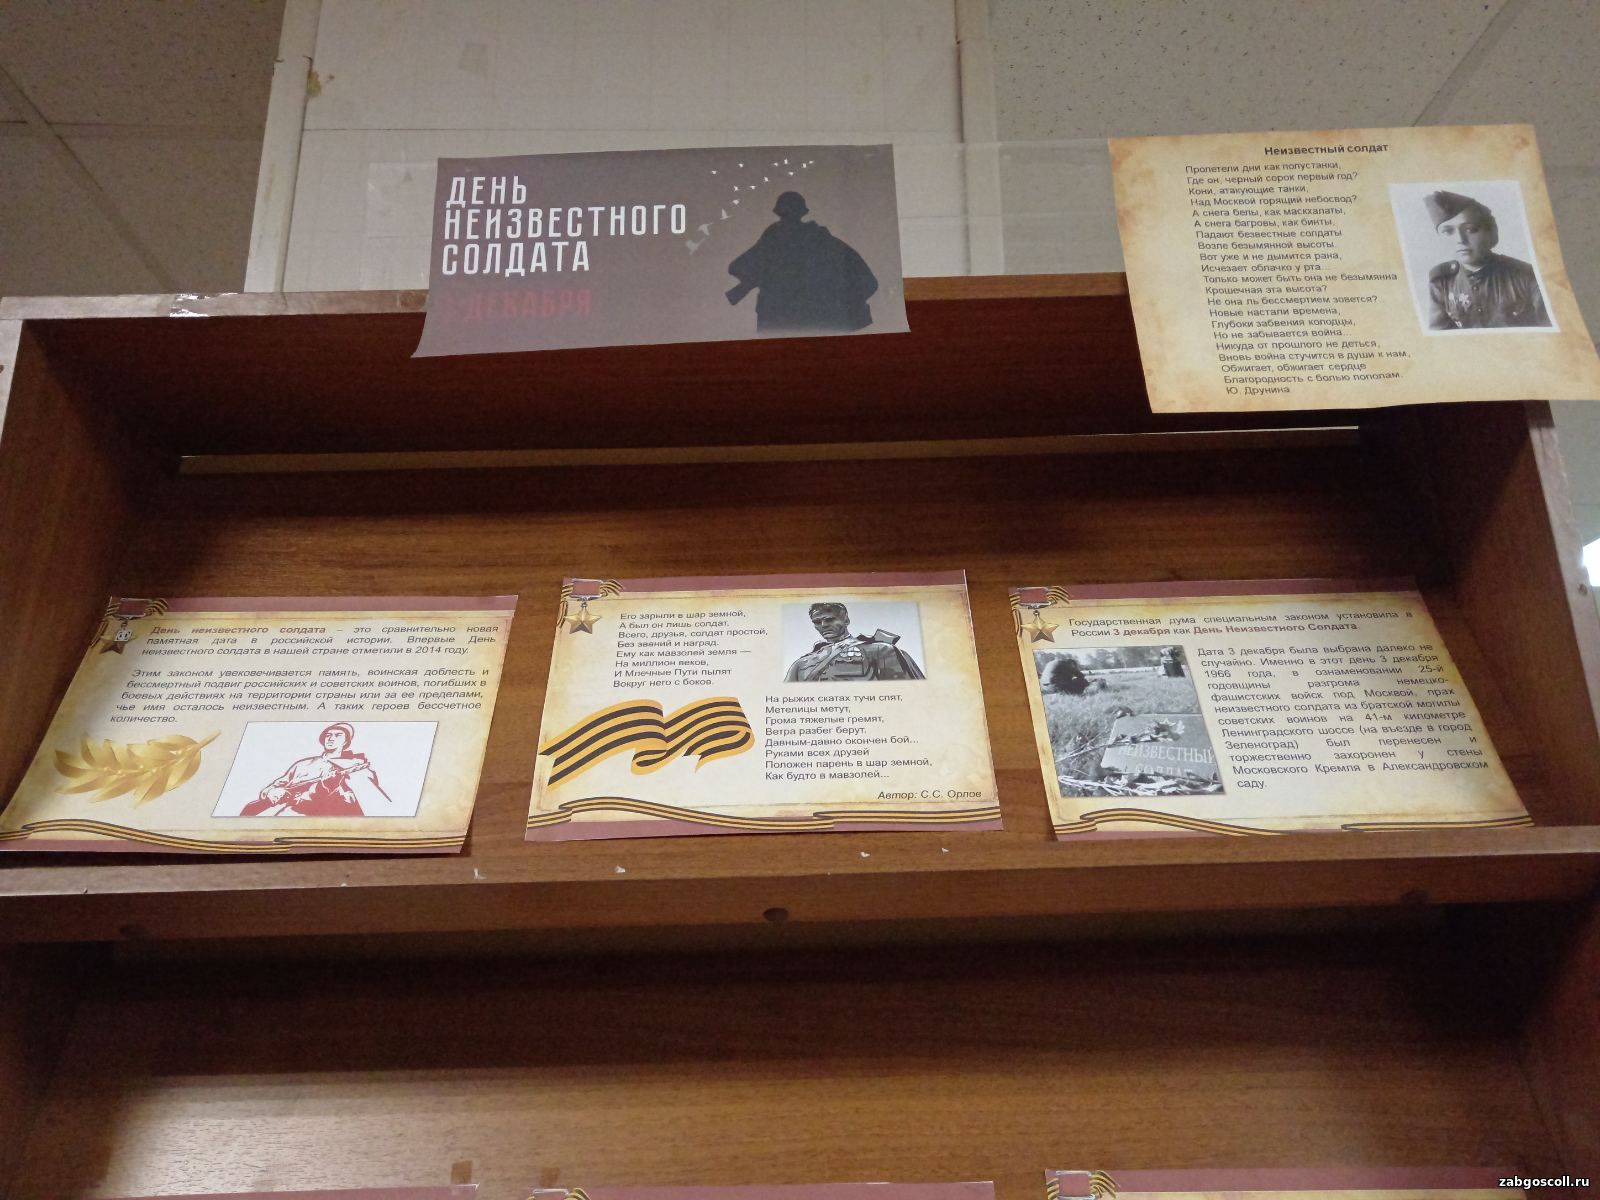 ДЕНЬ
НЕИЗВЕСТНОГО
СОЛДАТА
3 ДЕКАБРЯ
Неизвестный солдат
Пролетели дни как полустанки,
Где он, черный сорок первый год?
Кони, атакующие танки,
Над Москвой горящий небосвод?
А снега белы, как маскхалаты,
А снега багровы, как бинты.
Падают безвестные солдаты
Возле безымянной высоты.
Вот уже и не дымится рана,
Исчезает облачко у рта...
Только может быть она не безымянна
Крошечная эта высота?
Не она ль бессмертием зовется?
Новые настали времена,
Глубоки забвения колодцы,
Но не забывается война...
Никуда от прошлого не деться,
Вновь война стучится в души к нам,
Обжигает, обжигает сердце
Благородность с болью пополам.
Ю. Друнина
День неизвестного солдата – это сравнительно новая
памятная дата в российской истории. Впервые День
неизвестного солдата в нашей стране отметили в 2014 году.
Этим законом увековечивается память, воинская доблесть и
бессмертный подвиг российских и советских воинов, погибших в
боевых действиях на территории страны или за ее пределами,
чье имя осталось неизвестным. А таких героев бессчетное
количество.
Его зарыли в шар земной,
А был он лишь солдат.
Всего, друзья, солдат простой,
Без званий и наград.
Ему как мавзолей земля —
На миллион веков,
И Млечные Пути пылят
Вокруг него с боков.
На рыжих скатах тучи спят,
Метелицы метут,
Грома тяжелые гремят,
Ветра разбег берут.
Давным-давно окончен бой...
Руками всех друзей
Положен парень в шар земной,
Как будто в мавзолей...
Автор: С.С. Орлов
Государственная дума специальным законом установила в
России 3 декабря как День Неизвестного Солдата
Дата 3 декабря была выбрана далеко не
случайно. Именно в этот день 3 декабря
1966 года, в ознаменовании 25-й
годовщины разгрома немецко-
фашистских войск под Москвой, прах
неизвестного солдата из братской могилы
советских воинов на 41-м километре
Ленинградского шоссе (на въезде в город
Зеленоград) был перенесен и
торжественно захоронен у стены
Московского Кремля в Александровском
саду.
НЕИЗВЕСТНЫЙ
СОЛДАТ
zabgoscoll.ru